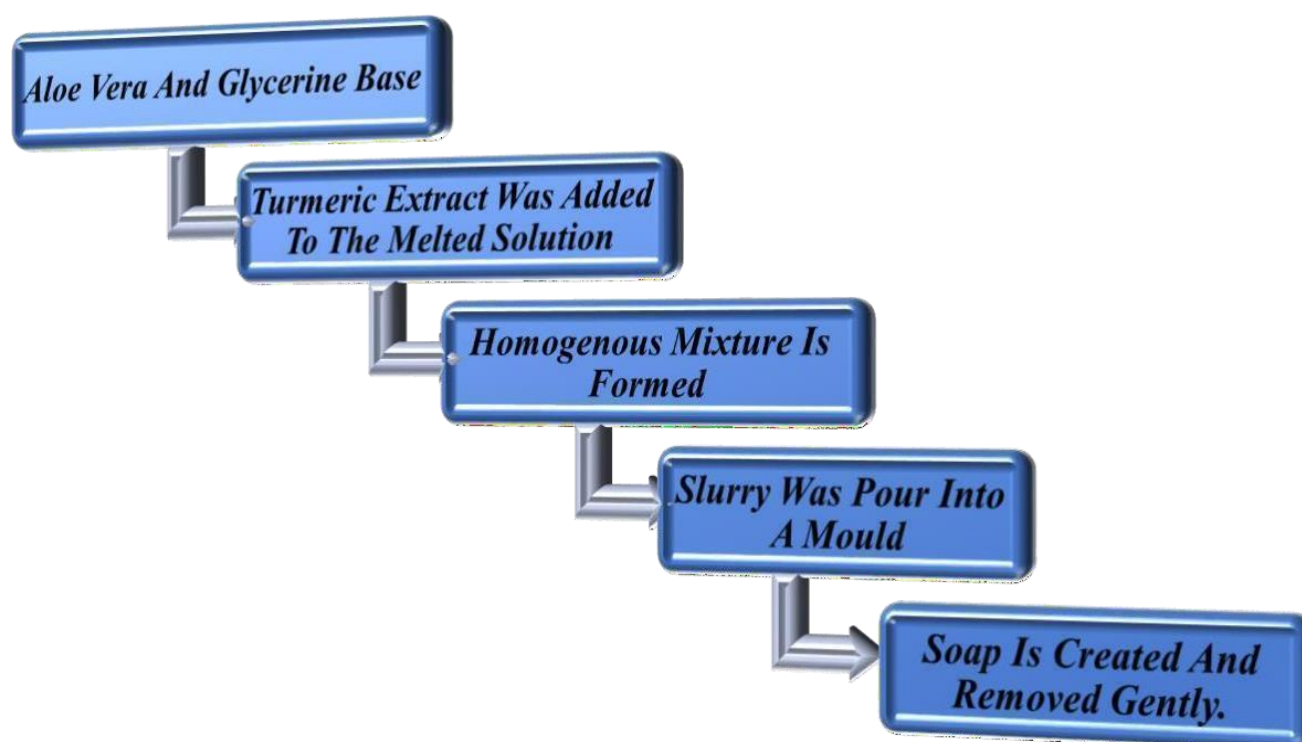 Aloe Vera And Glycerine Base
Turmeric Extract Was Added
To The Melted Solution
Homogenous Mixture Is
Formed
Slurry Was Pour Into
A Mould
Soap Is Created And
Removed Gently.